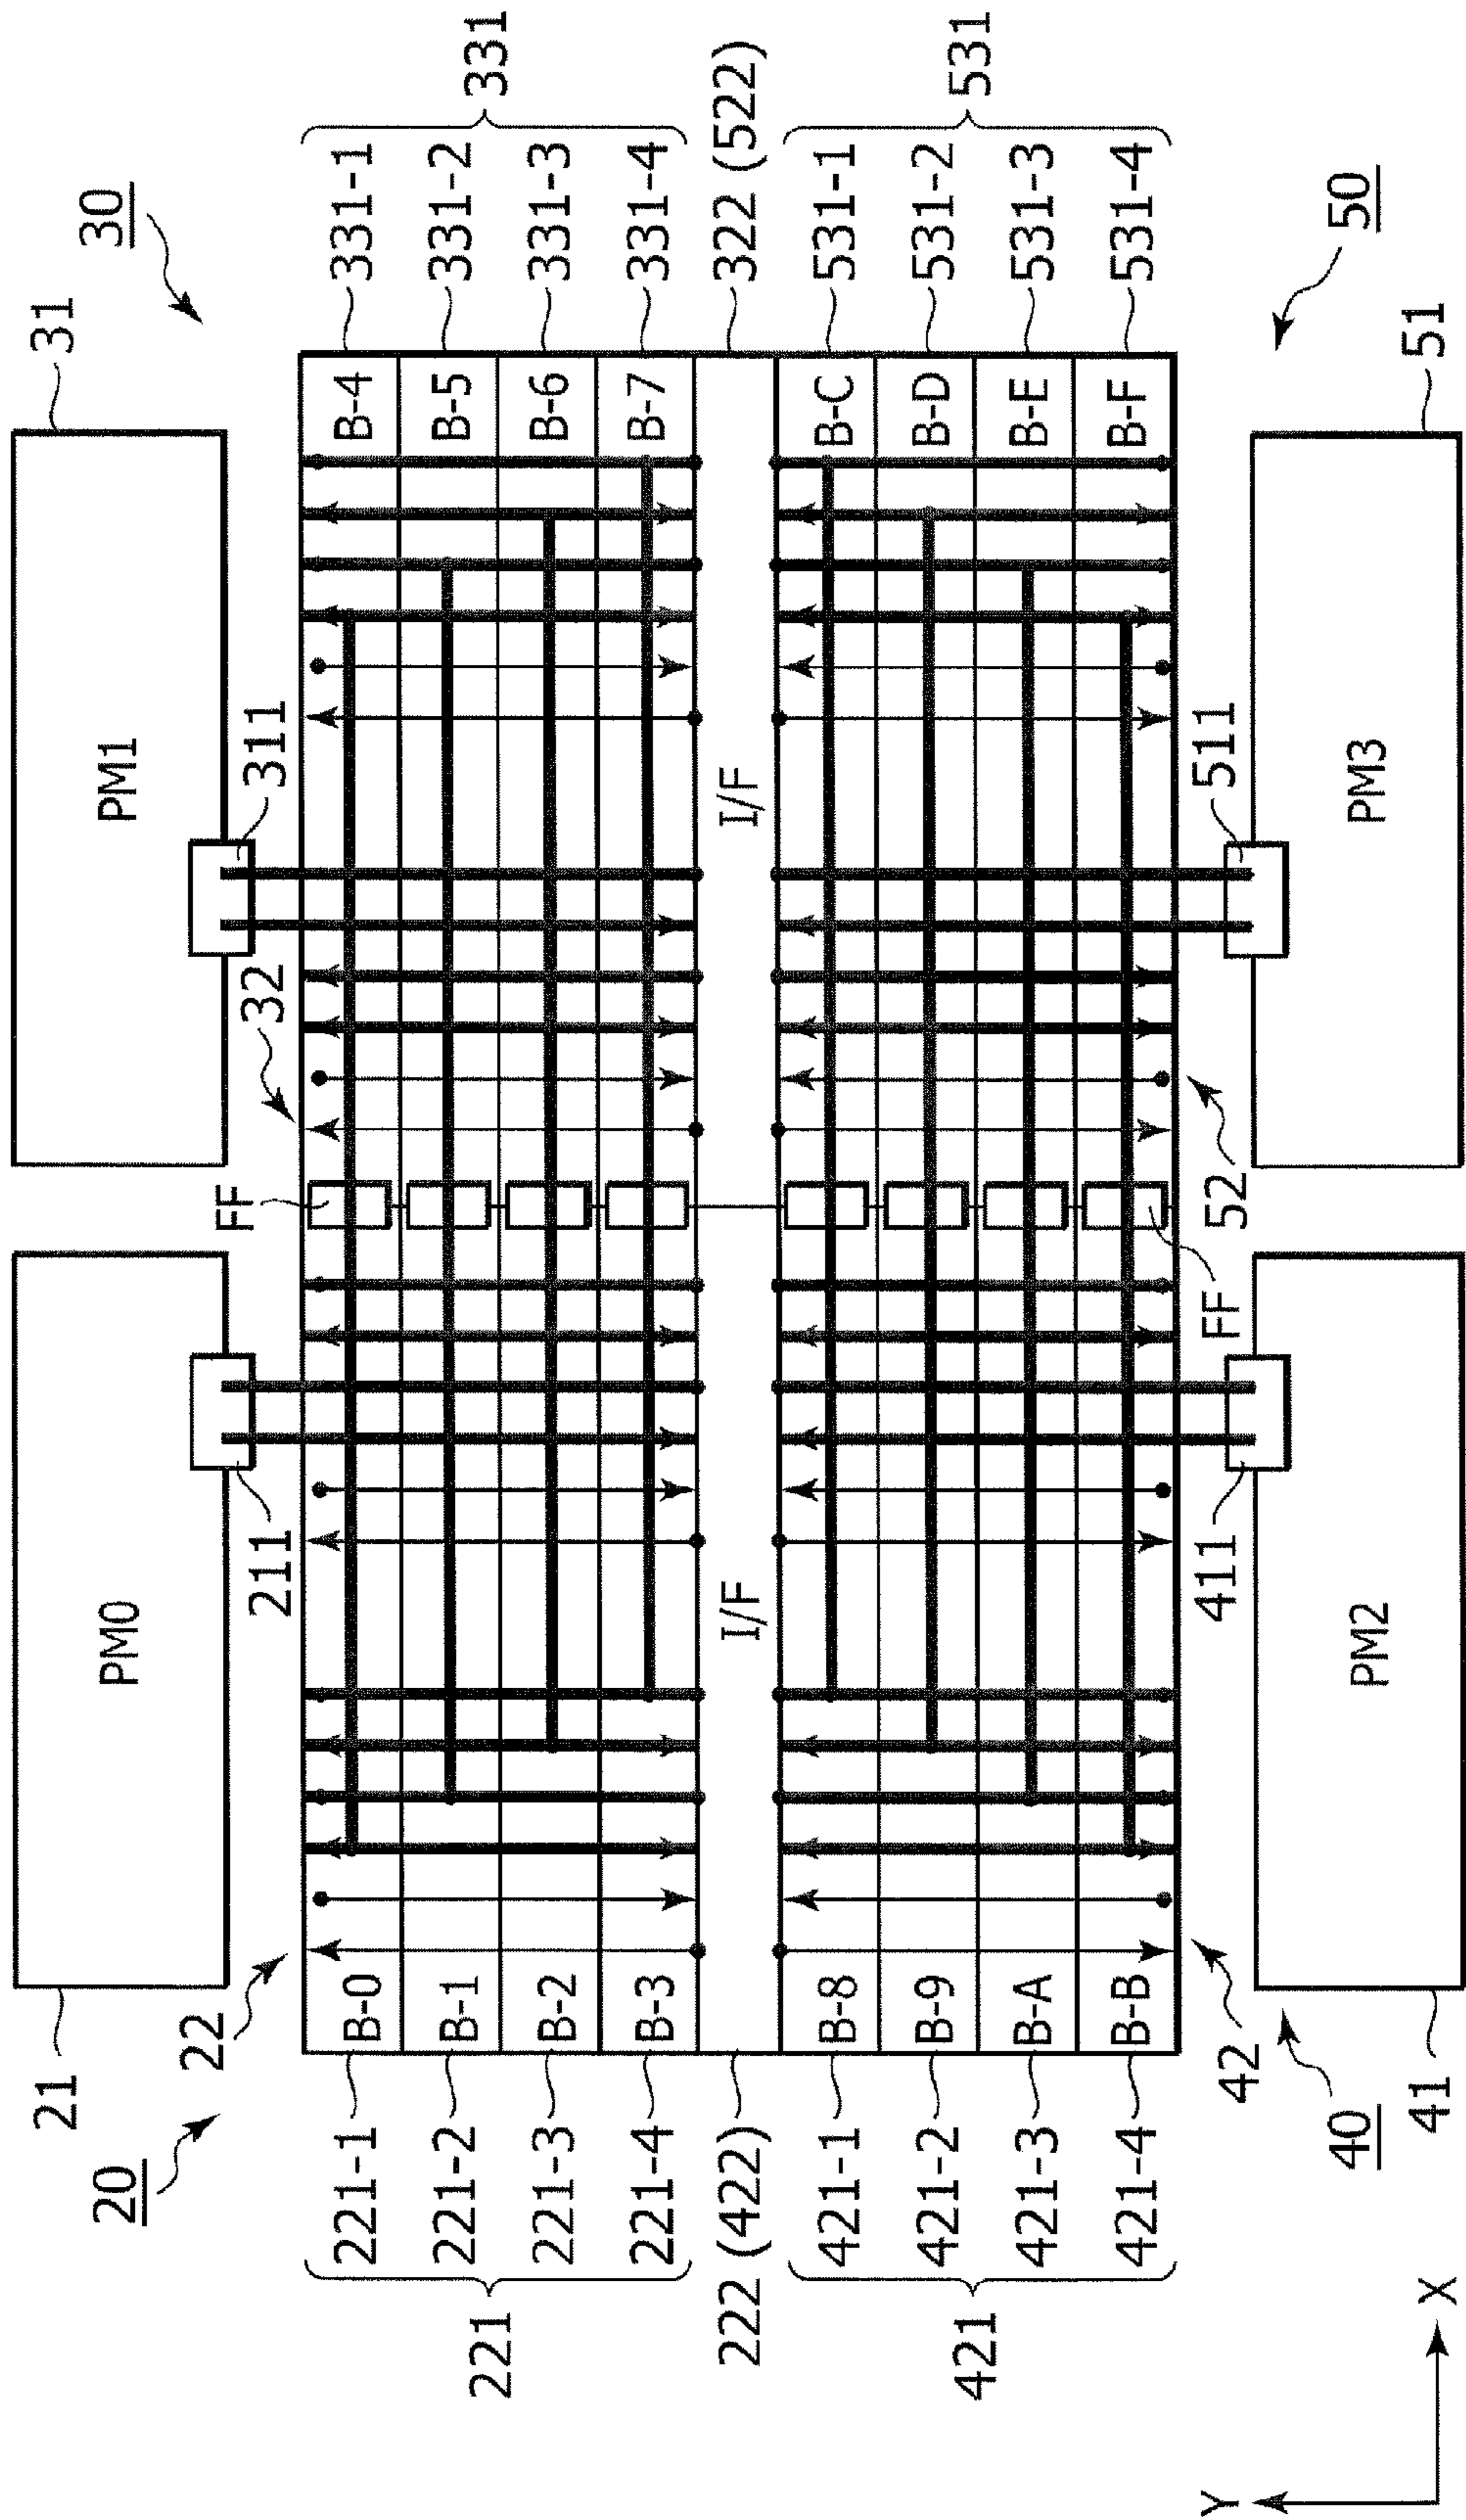 20
21
30
31
PM0
PM1
211
22
FF
32
311
221
221-1
B-0
B-4
331-1
331
221-2
B-1
B-5
331-2
221-3
B-2
B-6
331-3
221-4
B-3
B-7
331-4
222 (422)
I/F
I/F
322 (522)
421
421-1
B-8
B-C
531-1
531
421-2
B-9
B-D
531-2
421-3
B-A
B-E
531-3
421-4
B-B
B-F
531-4
42
411
FF
52
511
40
41
PM2
PM3
51
50
Y
X